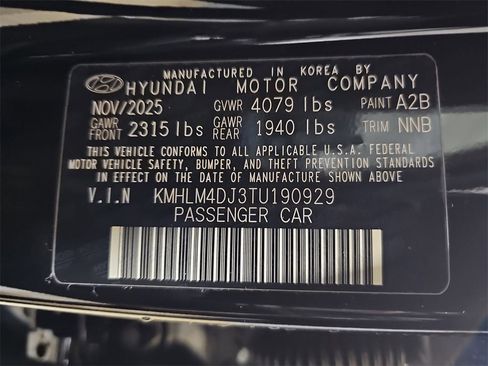 MANUFACTURED IN KOREA BY
HYUNDAI MOTOR COMPANY
NOV/2025 GVWR 4079 lbs PAINT A2B
GAWR FRONT 2315 lbs GAWR REAR 1940 lbs TRIM NNB
THIS VEHICLE CONFORMS TO ALL APPLICABLE U.S.A. FEDERAL
MOTOR VEHICLE SAFETY, BUMPER, AND THEFT PREVENTION STANDARDS
IN EFFECT ON THE DATE OF MANUFACTURE SHOWN ABOVE
V.I.N KMHLM4DJ3TU190929
PASSENGER CAR